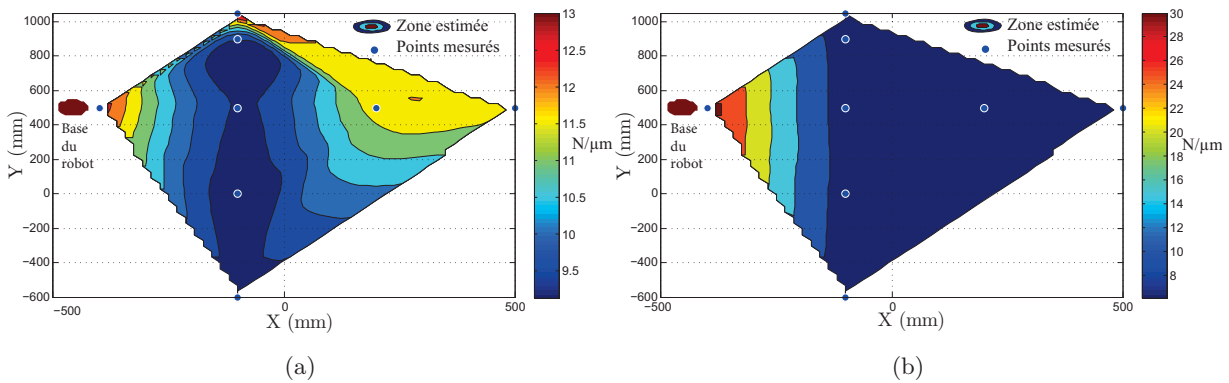 1000
800
600
400
200
0
−200
−400
−600
Y (mm)
−500
0
500
X (mm)
Zone estimée
Points mesurés
Base
du
robot
N/µm
13
12.5
12
11.5
11
10.5
10
9.5
(a)
1000
800
600
400
200
0
−200
−400
−600
Y (mm)
−500
0
500
X (mm)
Zone estimée
Points mesurés
Base
du
robot
N/µm
30
28
26
24
22
20
18
16
14
12
10
8
(b)